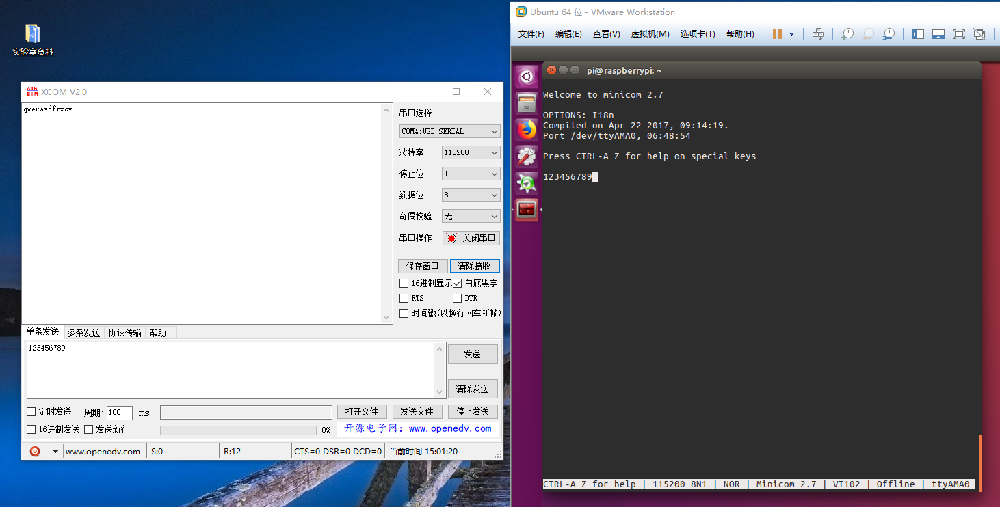 实验室资料
XCOM V2.0
qwerasdfzxcv
串口选择
COM4:USB-SERIAL
波特率 115200
停止位 1
数据位 8
奇偶校验 无
串口操作 关闭串口
保存窗口 清除接收
16进制显示 白底黑字
RTS DTR
时间戳(以换行回车断帧)
单条发送 多条发送 协议传输 帮助
123456789
发送
清除发送
定时发送 周期: 100 ms 打开文件 发送文件 停止发送
16进制发送 发送新行 0% 开源电子网: www.openedv.com
www.openedv.com S:0 R:12 CTS=0 DSR=0 DCD=0 当前时间 15:01:20
Ubuntu 64 位 - VMware Workstation
文件(F) 编辑(E) 查看(V) 虚拟机(M) 选项卡(T) 帮助(H)
pi@raspberrypi: ~
Welcome to minicom 2.7
OPTIONS: I18n
Compiled on Apr 22 2017, 09:14:19.
Port /dev/ttyAMA0, 06:48:54
Press CTRL-A Z for help on special keys
123456789
CTRL-A Z for help | 115200 8N1 | NOR | Minicom 2.7 | VT102 | Offline | ttyAMA0